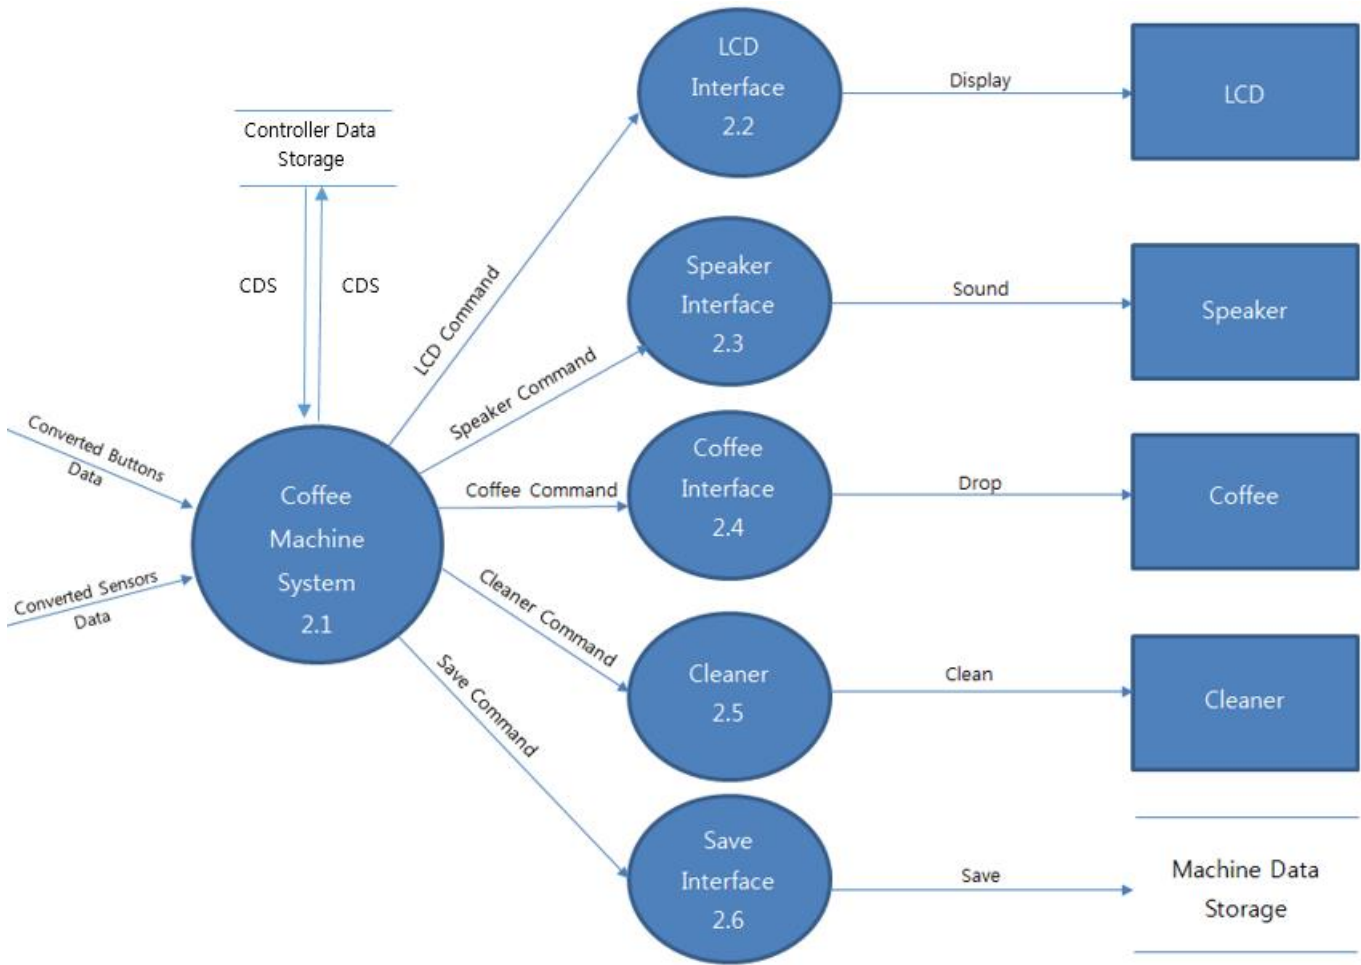 LCD
Interface
2.2
Display
LCD
Controller Data
Storage
CDS
CDS
LCD Command
Speaker
Interface
2.3
Sound
Speaker
Speaker Command
Converted Buttons
Data
Coffee
Machine
System
2.1
Coffee Command
Coffee
Interface
2.4
Drop
Coffee
Converted Sensors
Data
Cleaner Command
Cleaner
2.5
Clean
Cleaner
Save Command
Save
Interface
2.6
Save
Machine Data
Storage